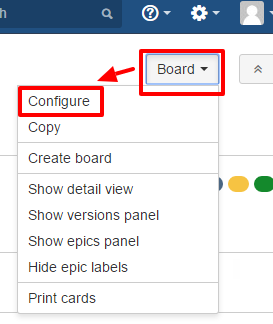 h
Board
Configure
Copy
Create board
Show detail view
Show versions panel
Show epics panel
Hide epic labels
Print cards